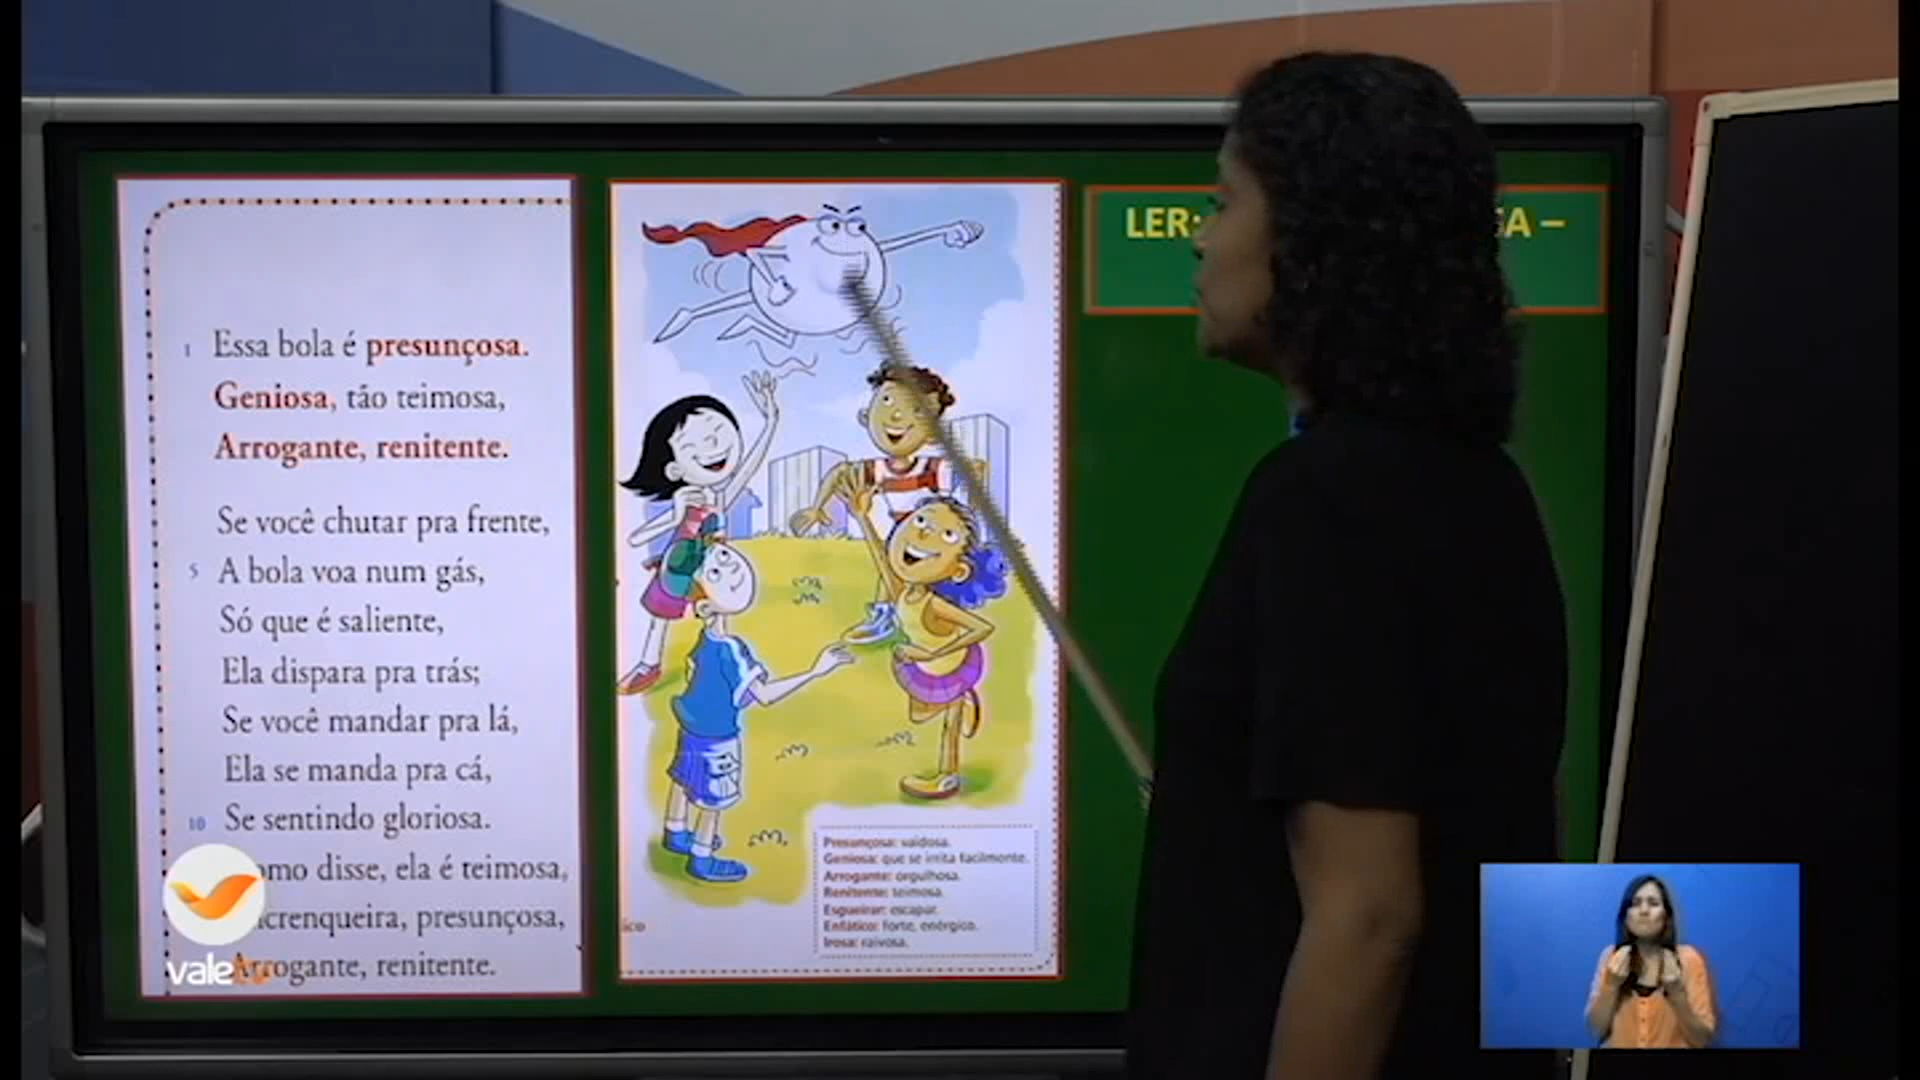 1 Essa bola é presunçosa.
Geniosa, tão teimosa,
Arrogante, renitente.
Se você chutar pra frente,
5 A bola voa num gás,
Só que é saliente,
Ela dispara pra trás;
Se você mandar pra lá,
Ela se manda pra cá,
10 Se sentindo gloriosa.
omo disse, ela é teimosa,
crenqueira, presunçosa,
Arrogante, renitente.
Presunçosa: vaidosa.
Geniosa: que se irrita facilmente.
Arrogante: orgulhosa.
Renitente: teimosa.
Esgueirar: escapar.
Enfático: forte, enérgico.
Irosa: raivosa.
ico
LER:
A –
vale tv